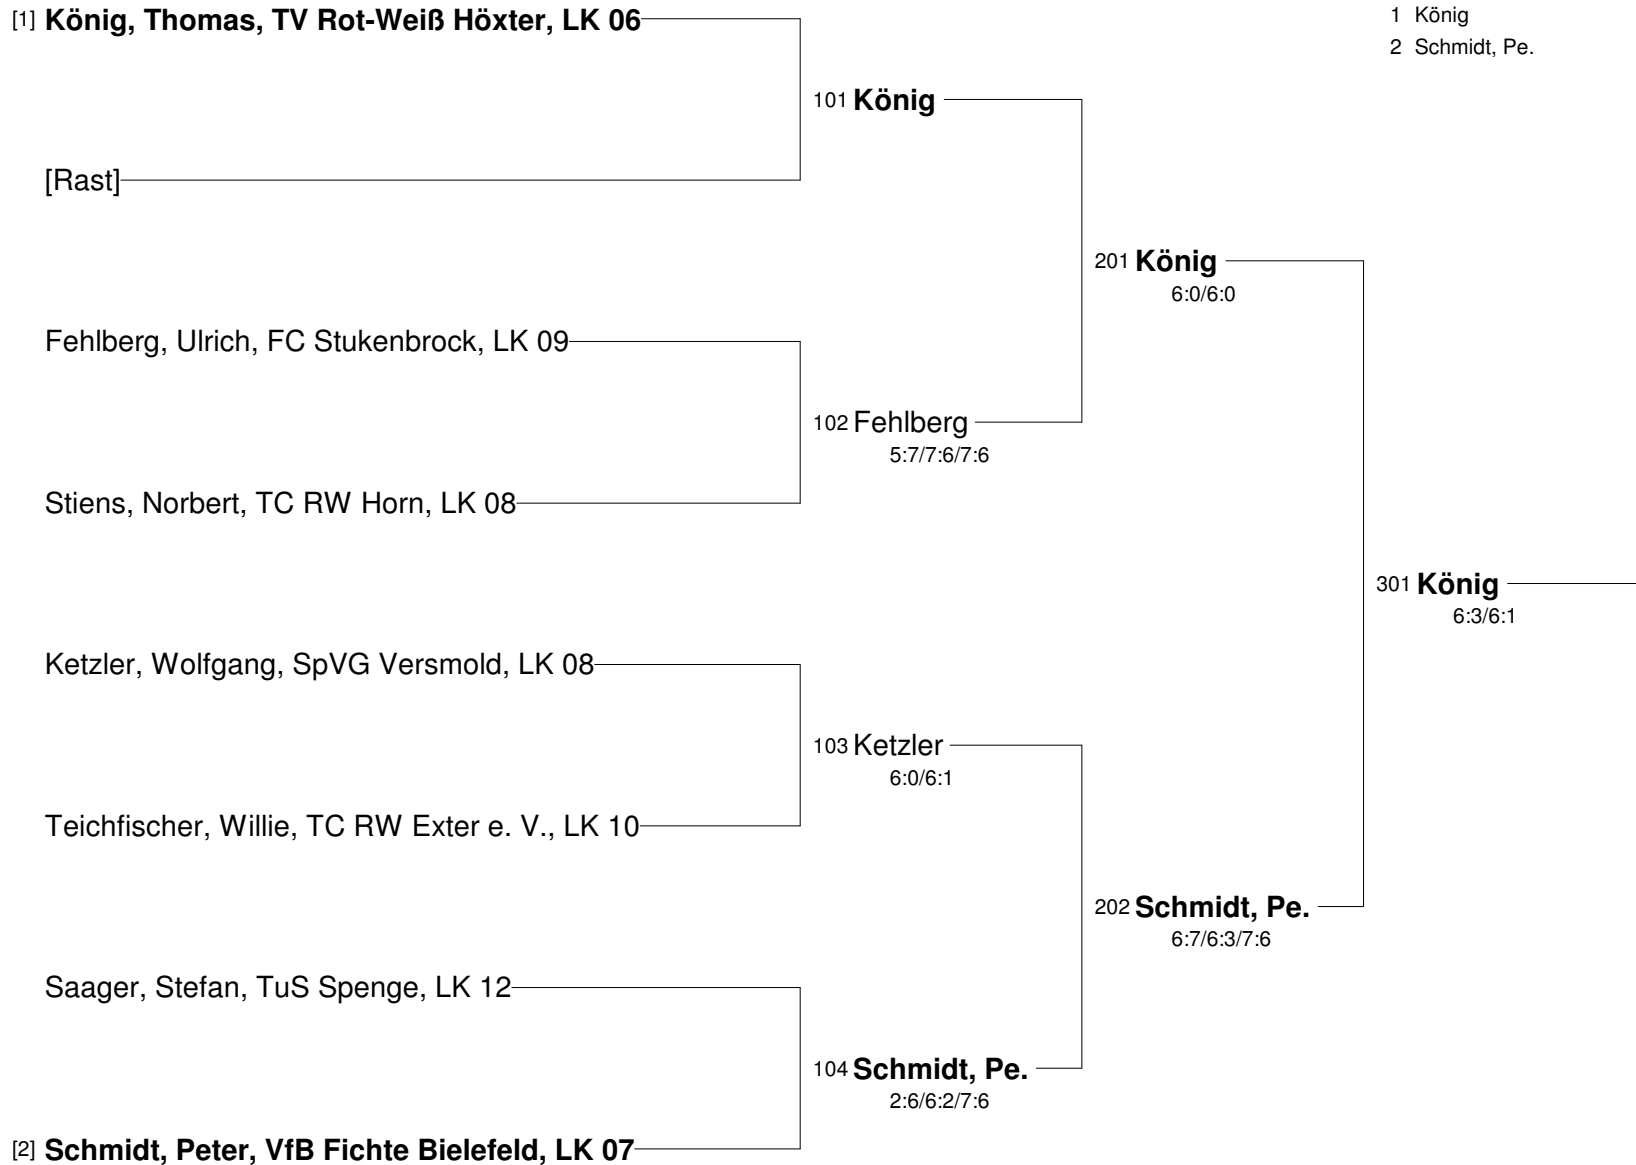 [1] König, Thomas, TV Rot-Weiß Höxter, LK 06
1 König
2 Schmidt, Pe.
101 König
[Rast]
201 König
6:0/6:0
Fehlberg, Ulrich, FC Stukenbrock, LK 09
102 Fehlberg
5:7/7:6/7:6
Stiens, Norbert, TC RW Horn, LK 08
301 König
6:3/6:1
Ketzler, Wolfgang, SpVG Versmold, LK 08
103 Ketzler
6:0/6:1
Teichfischer, Willie, TC RW Exter e. V., LK 10
202 Schmidt, Pe.
6:7/6:3/7:6
Saager, Stefan, TuS Spenge, LK 12
104 Schmidt, Pe.
2:6/6:2/7:6
[2] Schmidt, Peter, VfB Fichte Bielefeld, LK 07